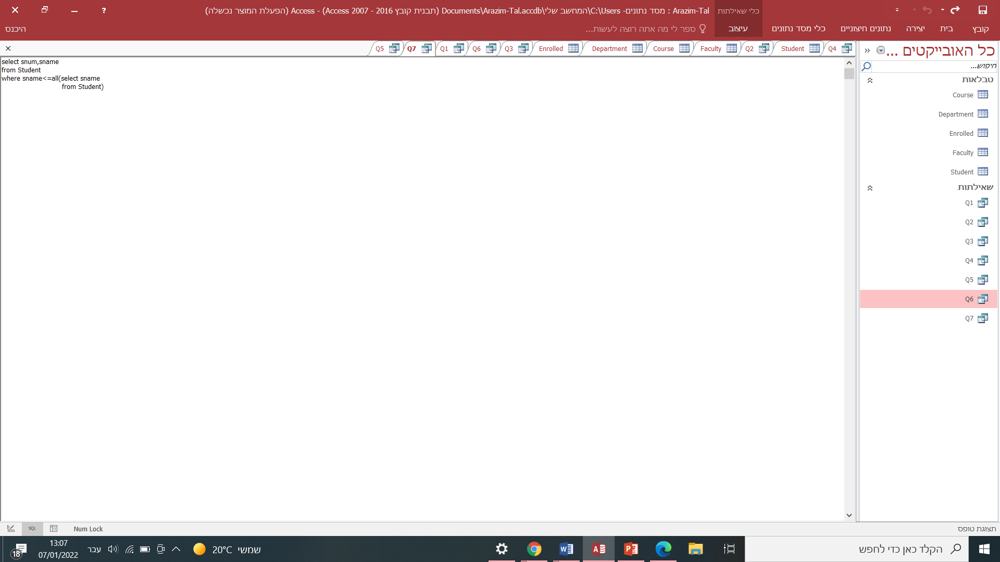 Arazim-Tal : מסד נתונים- C:\Users\המחשב שלי\Documents\Arazim-Tal.accdb (תבנית קובץ Access 2007 - 2016) - Access (הפעלת המוצר נכשלה)
כלי שאילתות
קובץ
בית
יצירה
נתונים חיצוניים
כלי מסד נתונים
עיצוב
ספר לי מה אתה רוצה לעשות...
היכנס
כל האובייקטים ...
חיפוש...
טבלאות
Course
Department
Enrolled
Faculty
Student
שאילתות
Q1
Q2
Q3
Q4
Q5
Q6
Q7
Q4
Student
Q2
Faculty
Course
Department
Enrolled
Q3
Q6
Q1
Q7
Q5
select snum,sname
from Student
where sname<=all(select sname
from Student)
תצוגת טופס
Num Lock
SQL
הקלד כאן כדי לחפש
שמשי 20°C
עבר
13:07
07/01/2022
18